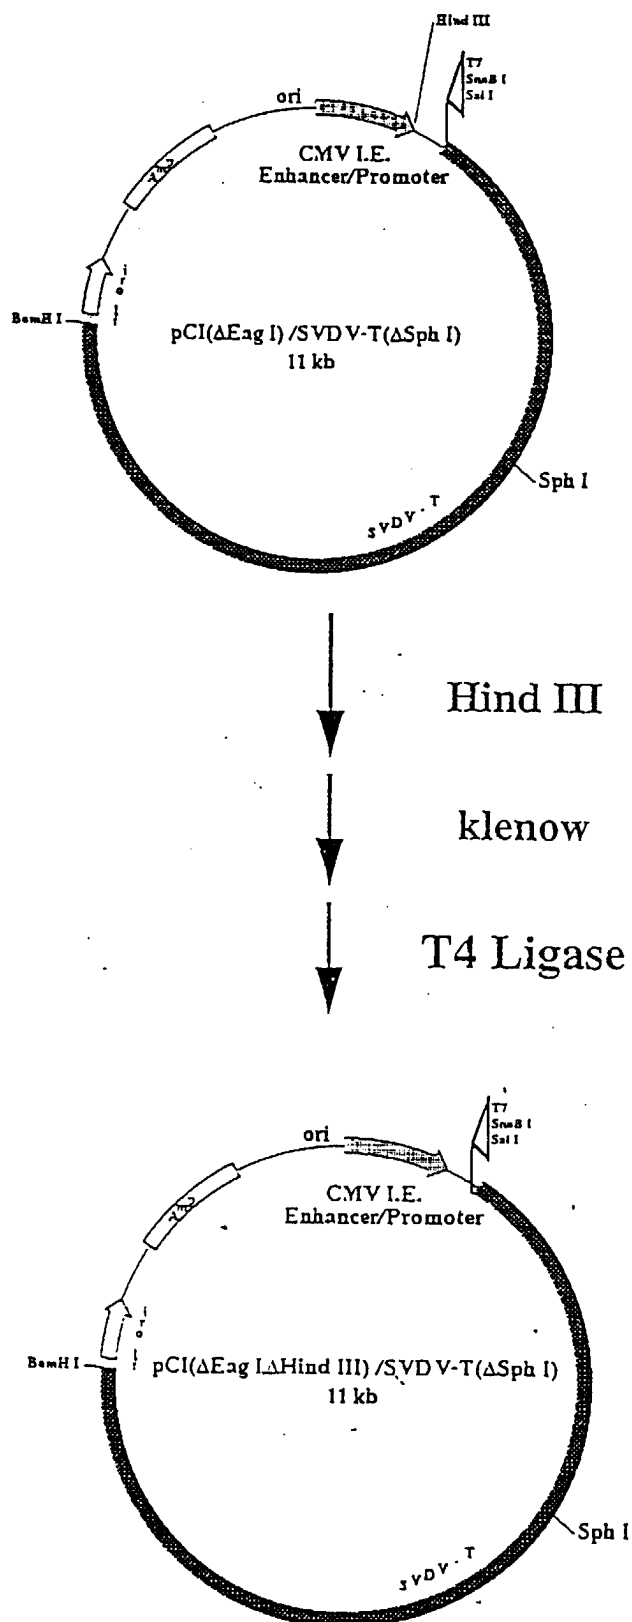 Hind III
T7
SnaB I
Sal I
ori
CMV I.E.
Enhancer/Promoter
BamH I
pCI(ΔEag I) /SVDV-T(ΔSph I)
11 kb
Sph I
SVDV-T
Hind III
klenow
T4 Ligase
T7
SnaB I
Sal I
ori
CMV I.E.
Enhancer/Promoter
BamH I
pCI(ΔEag IΔHind III) /SVDV-T(ΔSph I)
11 kb
Sph I
SVDV-T